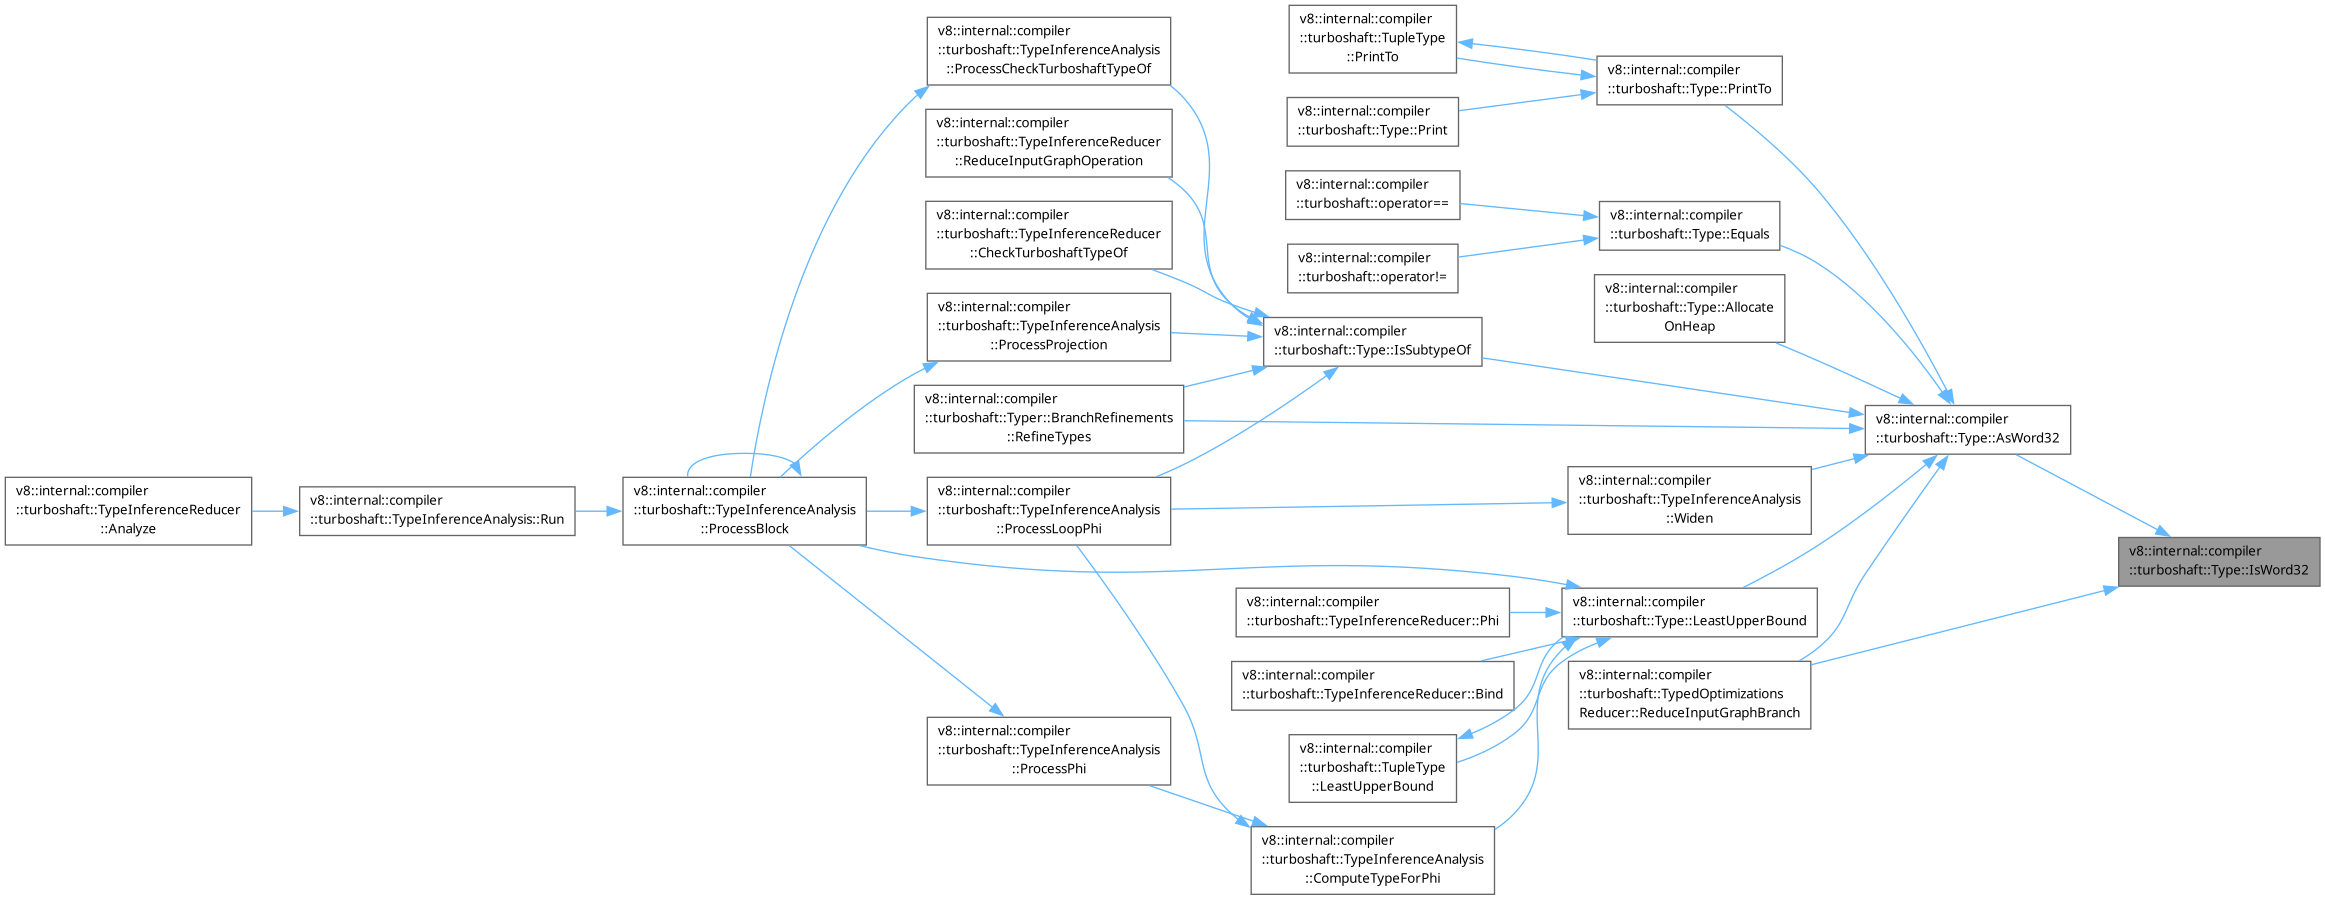 v8::internal::compiler
::turboshaft::TypeInferenceReducer
::Analyze
v8::internal::compiler
::turboshaft::TypeInferenceAnalysis::Run
v8::internal::compiler
::turboshaft::TypeInferenceAnalysis
::ProcessBlock
v8::internal::compiler
::turboshaft::TypeInferenceAnalysis
::ProcessCheckTurboshaftTypeOf
v8::internal::compiler
::turboshaft::TypeInferenceReducer
::ReduceInputGraphOperation
v8::internal::compiler
::turboshaft::TypeInferenceReducer
::CheckTurboshaftTypeOf
v8::internal::compiler
::turboshaft::TypeInferenceAnalysis
::ProcessProjection
v8::internal::compiler
::turboshaft::Typer::BranchRefinements
::RefineTypes
v8::internal::compiler
::turboshaft::TypeInferenceAnalysis
::ProcessLoopPhi
v8::internal::compiler
::turboshaft::TypeInferenceAnalysis
::ProcessPhi
v8::internal::compiler
::turboshaft::TupleType
::PrintTo
v8::internal::compiler
::turboshaft::Type::Print
v8::internal::compiler
::turboshaft::operator==
v8::internal::compiler
::turboshaft::operator!=
v8::internal::compiler
::turboshaft::Type::IsSubtypeOf
v8::internal::compiler
::turboshaft::TypeInferenceReducer::Phi
v8::internal::compiler
::turboshaft::TypeInferenceReducer::Bind
v8::internal::compiler
::turboshaft::TupleType
::LeastUpperBound
v8::internal::compiler
::turboshaft::TypeInferenceAnalysis
::ComputeTypeForPhi
v8::internal::compiler
::turboshaft::Type::PrintTo
v8::internal::compiler
::turboshaft::Type::Equals
v8::internal::compiler
::turboshaft::Type::Allocate
OnHeap
v8::internal::compiler
::turboshaft::TypeInferenceAnalysis
::Widen
v8::internal::compiler
::turboshaft::Type::LeastUpperBound
v8::internal::compiler
::turboshaft::TypedOptimizations
Reducer::ReduceInputGraphBranch
v8::internal::compiler
::turboshaft::Type::AsWord32
v8::internal::compiler
::turboshaft::Type::IsWord32